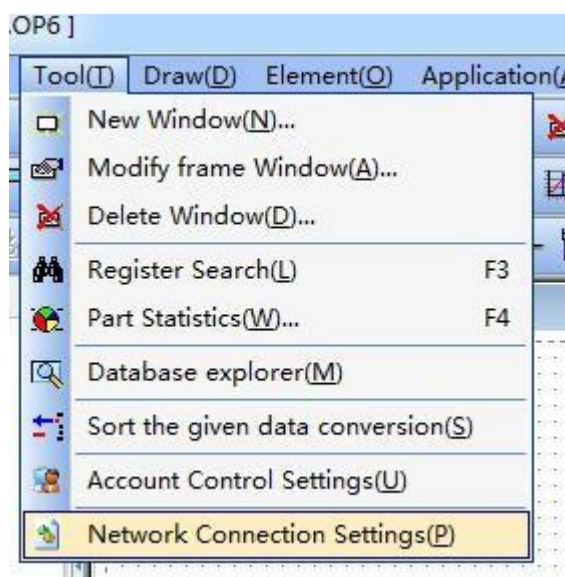 .OP6 ]
Tool(T) Draw(D) Element(O) Application(
New Window(N)...
Modify frame Window(A)...
Delete Window(D)...
Register Search(L) F3
Part Statistics(W)... F4
Database explorer(M)
Sort the given data conversion(S)
Account Control Settings(U)
Network Connection Settings(P)